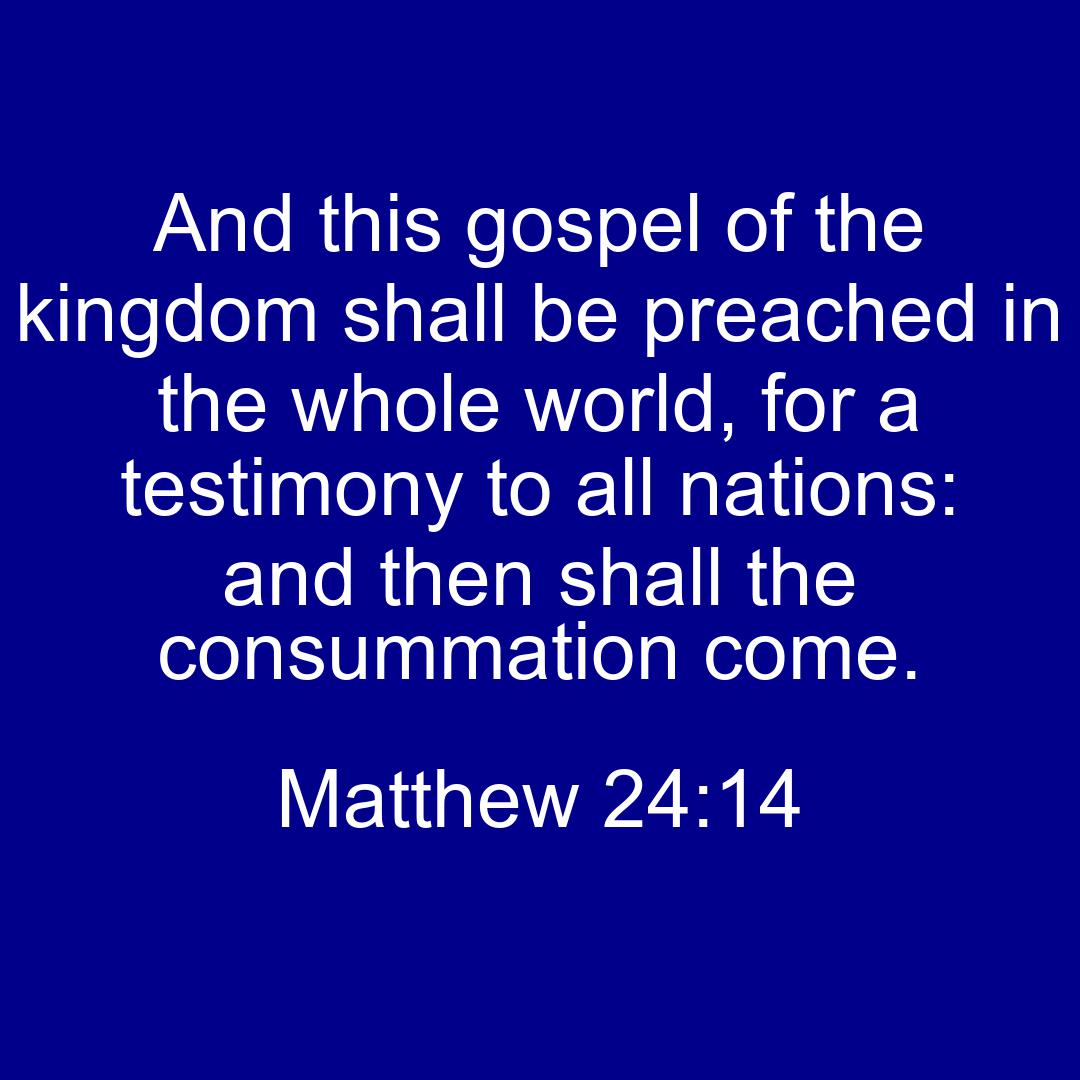 And this gospel of the
kingdom shall be preached in
the whole world, for a
testimony to all nations:
and then shall the
consummation come.
Matthew 24:14